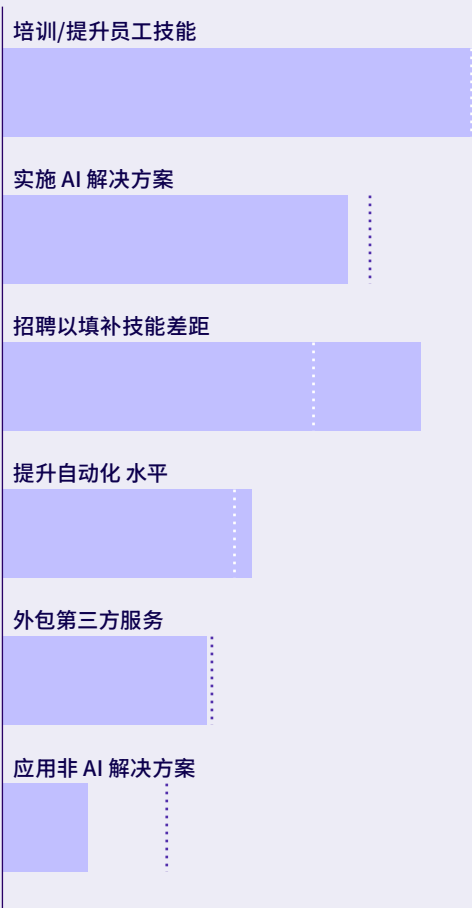 培训/提升员工技能
实施 AI 解决方案
招聘以填补技能差距
提升自动化 水平
外包第三方服务
应用非 AI 解决方案